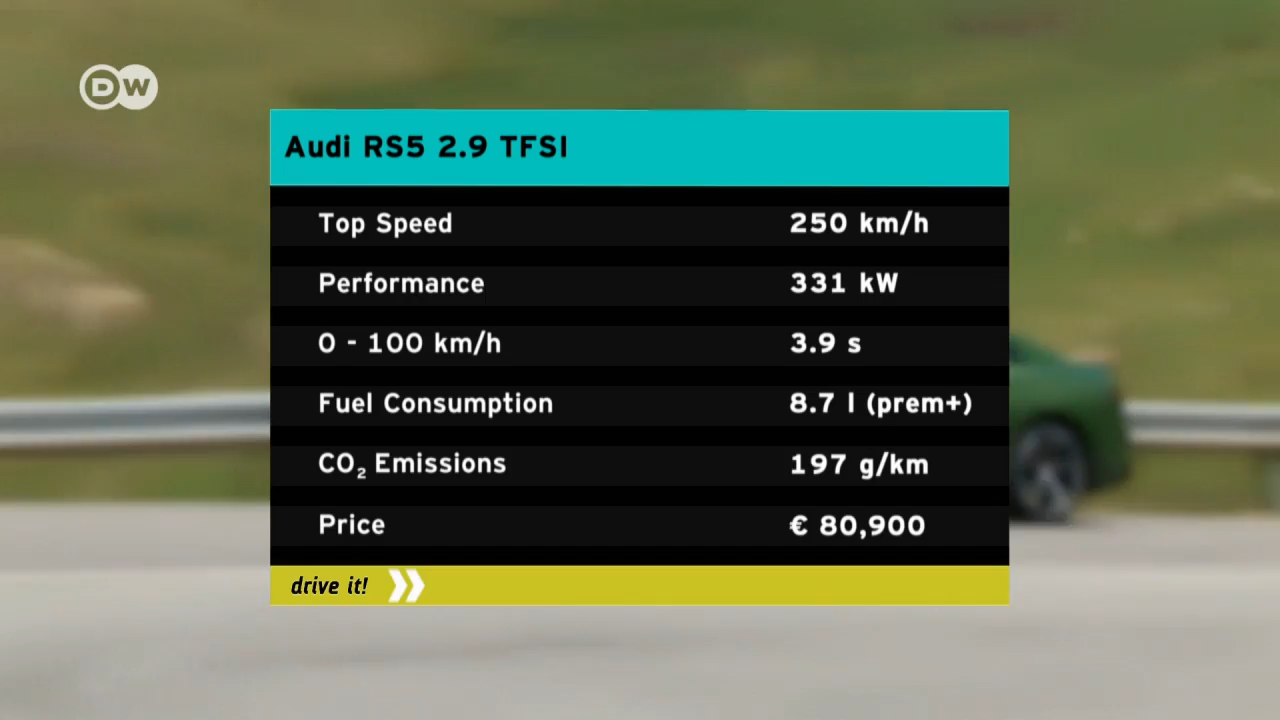 DW
Audi RS5 2.9 TFSI
Top Speed 250 km/h
Performance 331 kW
0 - 100 km/h 3.9 s
Fuel Consumption 8.7 l (prem+)
CO₂ Emissions 197 g/km
Price € 80,900
drive it!